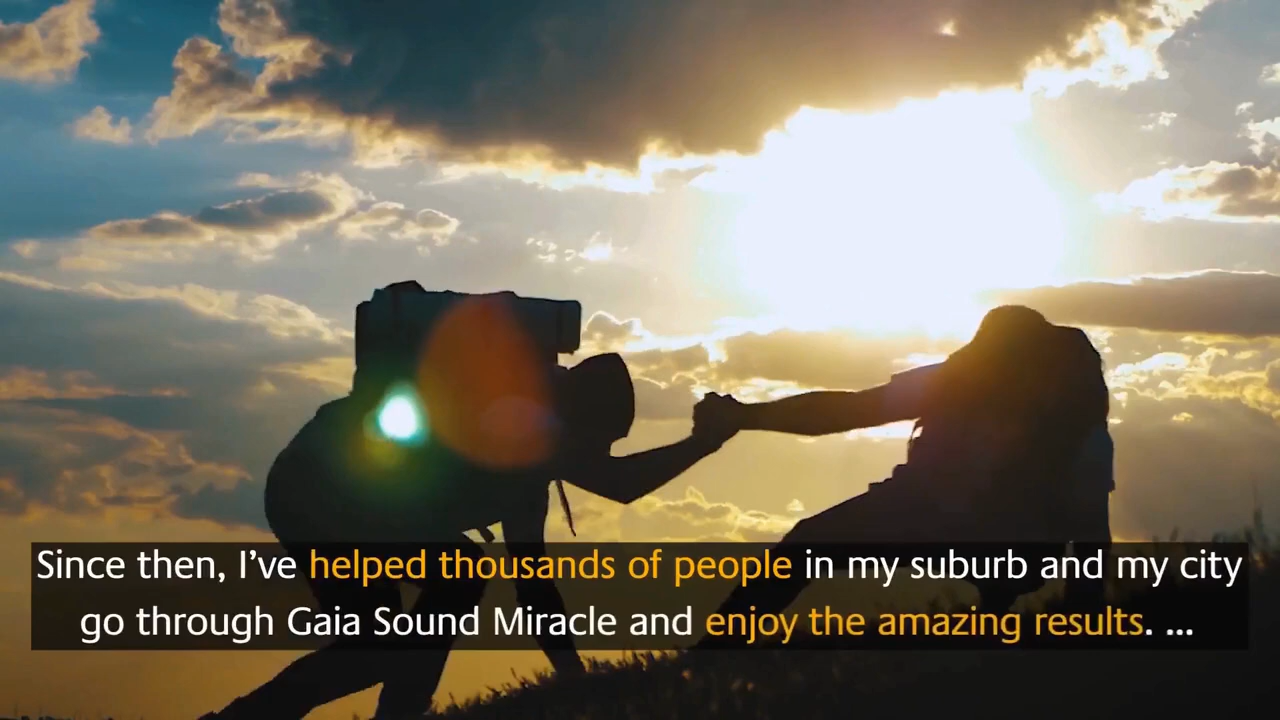 Since then, I've helped thousands of people in my suburb and my city
go through Gaia Sound Miracle and enjoy the amazing results. ...